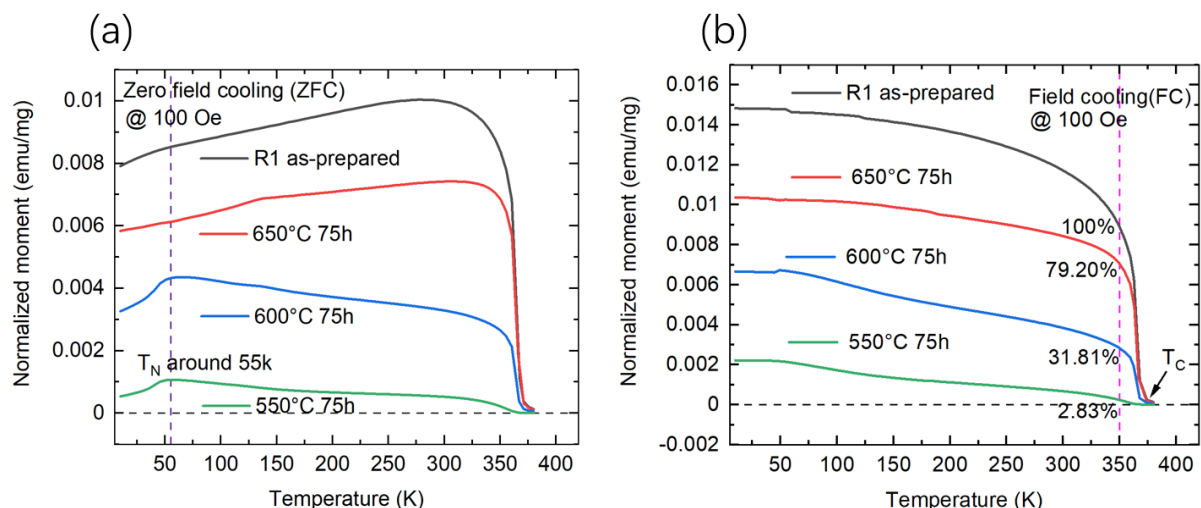 (a)
Normalized moment (emu/mg)
0.01
0.008
0.006
0.004
0.002
0
Zero field cooling (ZFC)
@ 100 Oe
R1 as-prepared
650°C 75h
600°C 75h
T_N around 55k
550°C 75h
50 100 150 200 250 300 350 400
Temperature (K)
(b)
Normalized moment (emu/mg)
0.016
0.014
0.012
0.01
0.008
0.006
0.004
0.002
0
-0.002
R1 as-prepared
Field cooling(FC)
@ 100 Oe
650°C 75h
100%
79.20%
600°C 75h
550°C 75h
31.81%
T_C
2.83%
50 100 150 200 250 300 350 400
Temperature (K)